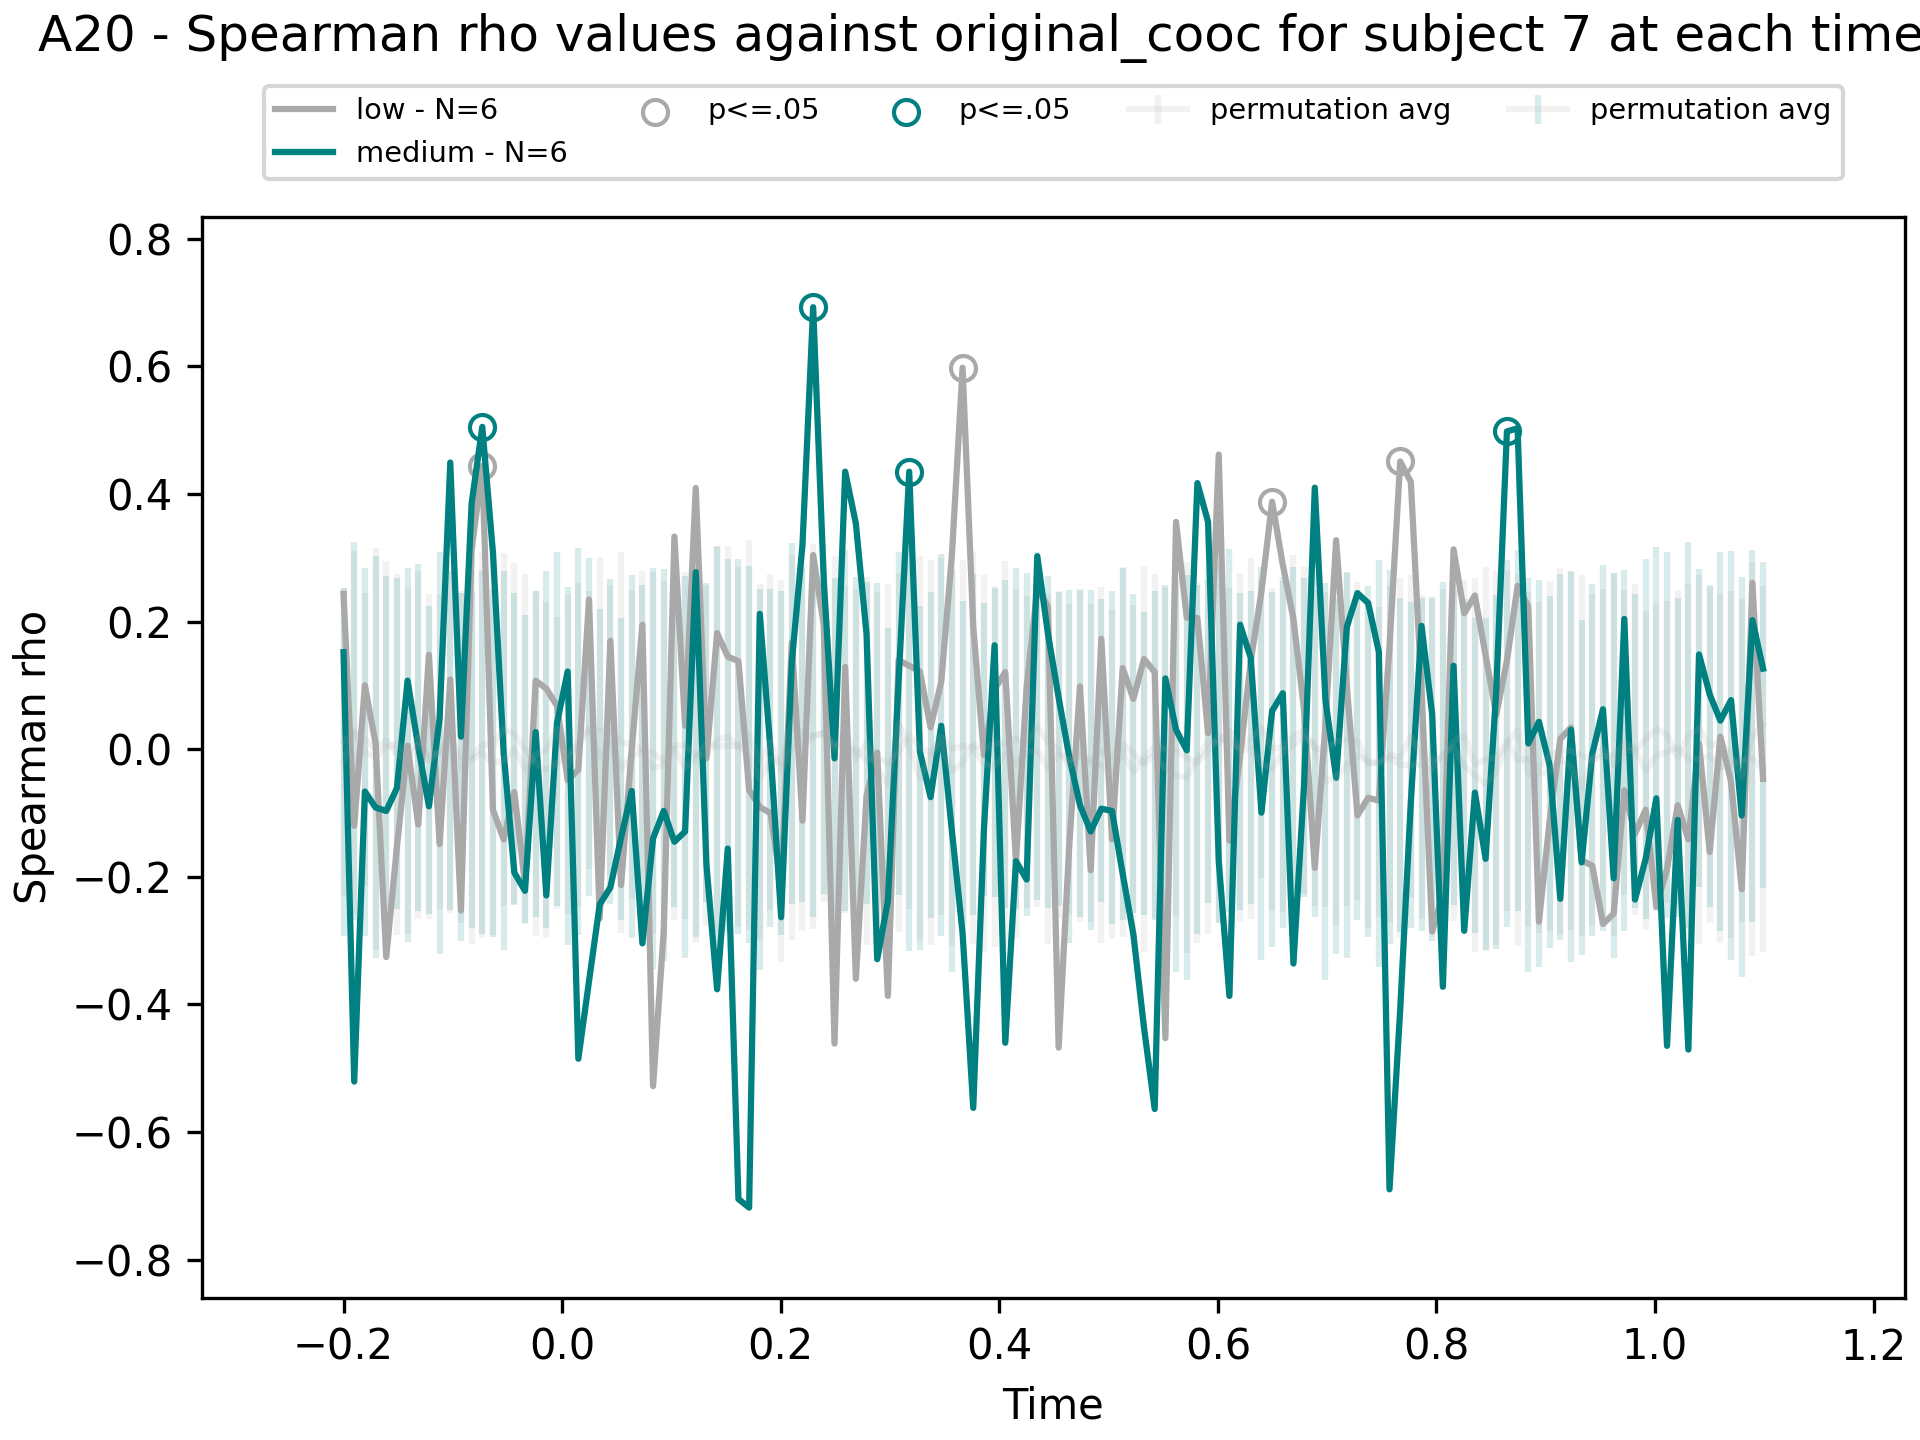 A20 - Spearman rho values against original_cooc for subject 7 at each time
low - N=6
medium - N=6
p<=.05
p<=.05
permutation avg
permutation avg
0.8
0.6
0.4
0.2
0.0
−0.2
−0.4
−0.6
−0.8
Spearman rho
−0.2
0.0
0.2
0.4
0.6
0.8
1.0
1.2
Time